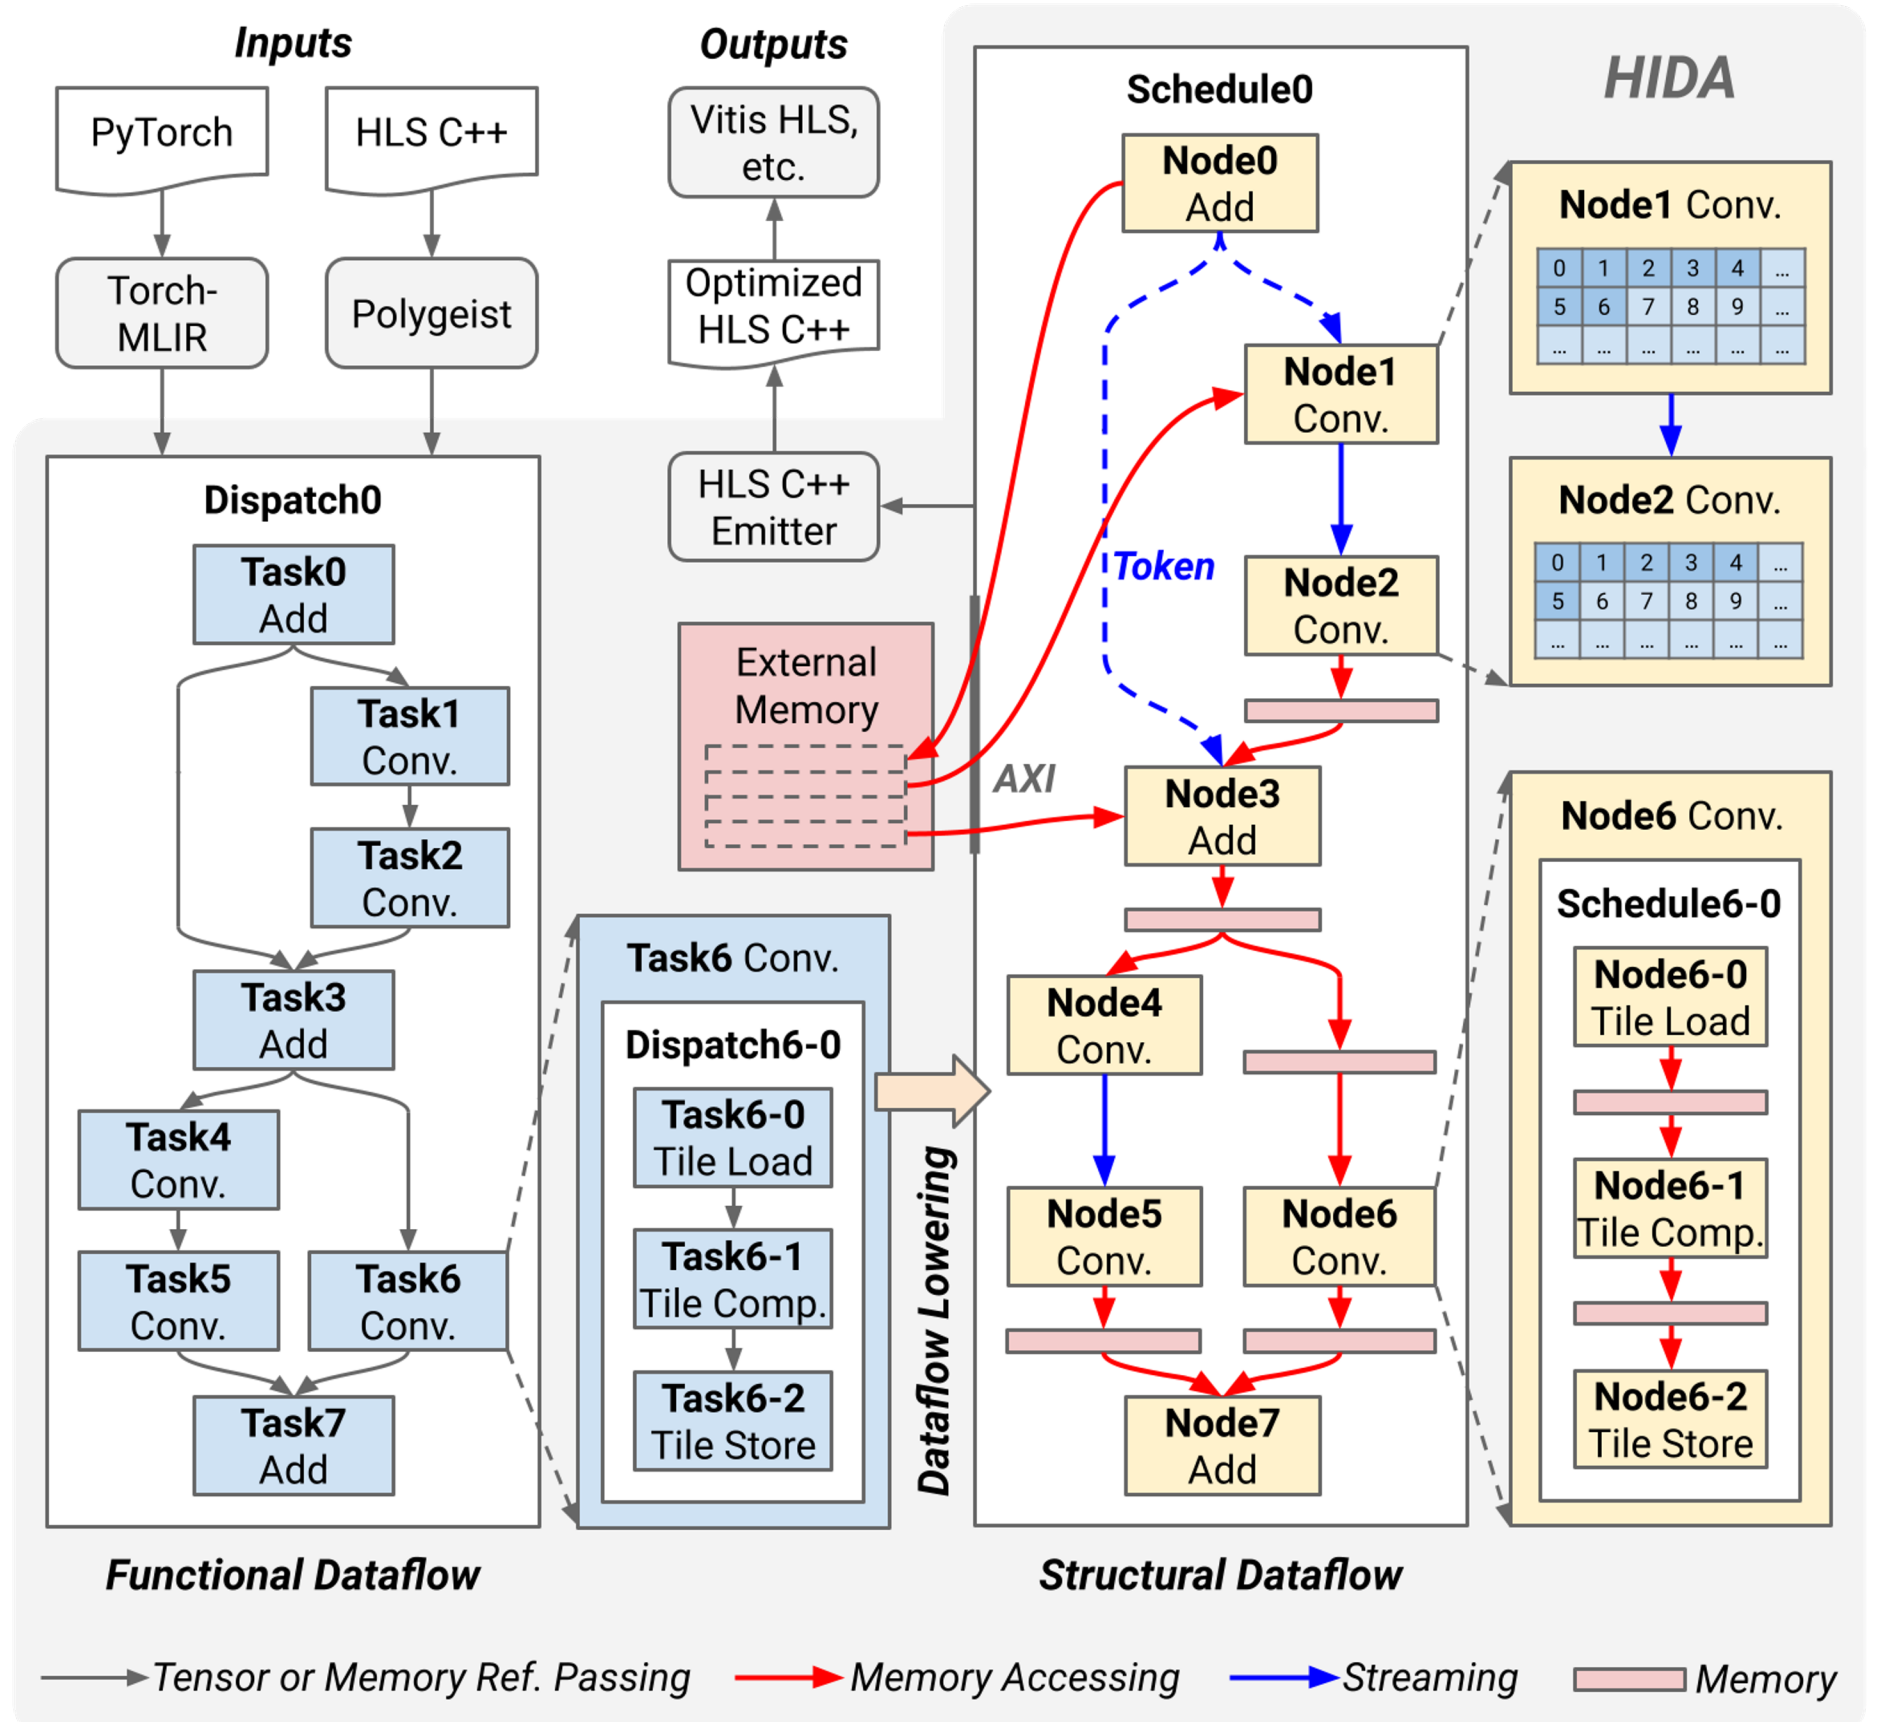 Inputs
PyTorch
HLS C++
Torch-
MLIR
Polygeist
Outputs
Vitis HLS,
etc.
Optimized
HLS C++
HLS C++
Emitter
HIDA
Dispatch0
Task0
Add
Task1
Conv.
Task2
Conv.
Task3
Add
Task4
Conv.
Task5
Conv.
Task6
Conv.
Task7
Add
Functional Dataflow
External
Memory
AXI
Task6 Conv.
Dispatch6-0
Task6-0
Tile Load
Task6-1
Tile Comp.
Task6-2
Tile Store
Dataflow Lowering
Schedule0
Node0
Add
Node1
Conv.
Token
Node2
Conv.
Node3
Add
Node4
Conv.
Node5
Conv.
Node6
Conv.
Node7
Add
Structural Dataflow
Node1 Conv.
0 1 2 3 4 ...
5 6 7 8 9 ...
... ... ... ... ... ...
Node2 Conv.
0 1 2 3 4 ...
5 6 7 8 9 ...
... ... ... ... ... ...
Node6 Conv.
Schedule6-0
Node6-0
Tile Load
Node6-1
Tile Comp.
Node6-2
Tile Store
Tensor or Memory Ref. Passing
Memory Accessing
Streaming
Memory